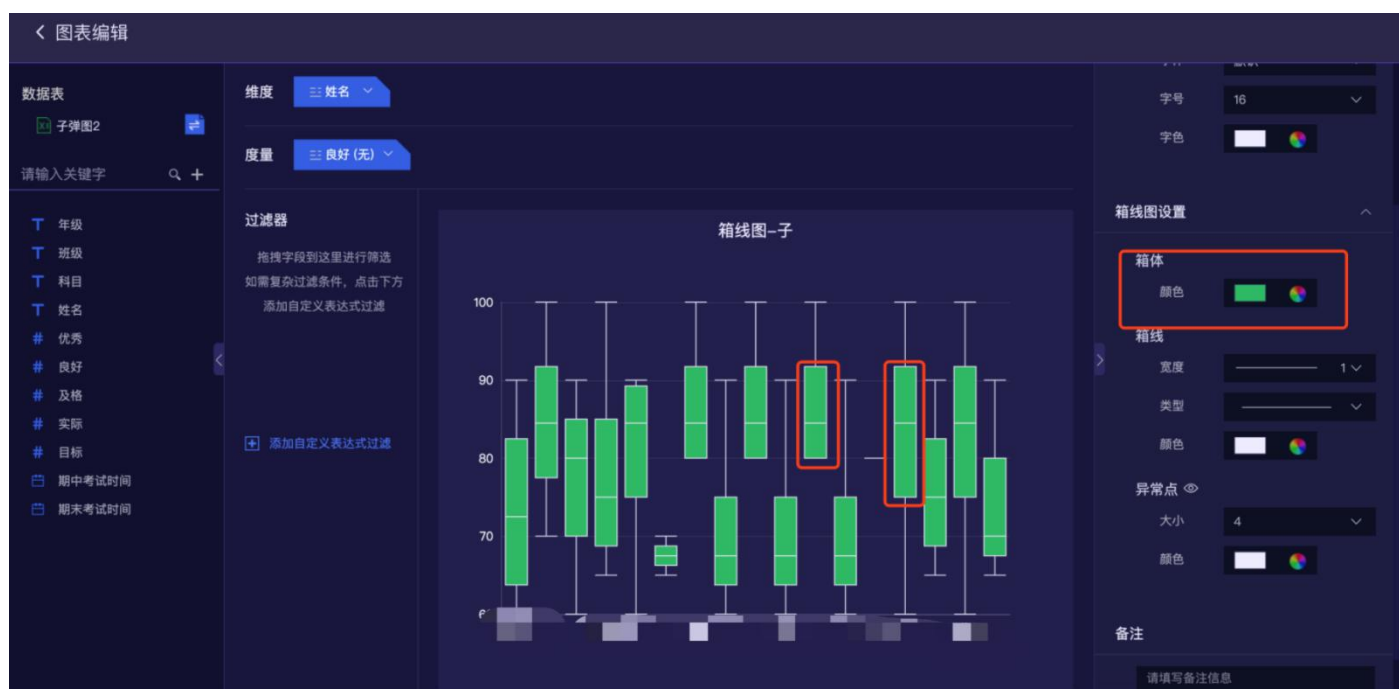 图表编辑
数据表
子弹图2
请输入关键字
年级
班级
科目
姓名
优秀
良好
及格
实际
目标
期中考试时间
期末考试时间
维度
姓名
度量
良好 (无)
过滤器
拖拽字段到这里进行筛选
如需复杂过滤条件，点击下方
添加自定义表达式过滤
添加自定义表达式过滤
箱线图-子
100
90
80
70
字号
16
字色
箱线图设置
箱体
颜色
箱线
宽度
1
类型
颜色
异常点
大小
4
颜色
备注
请填写备注信息